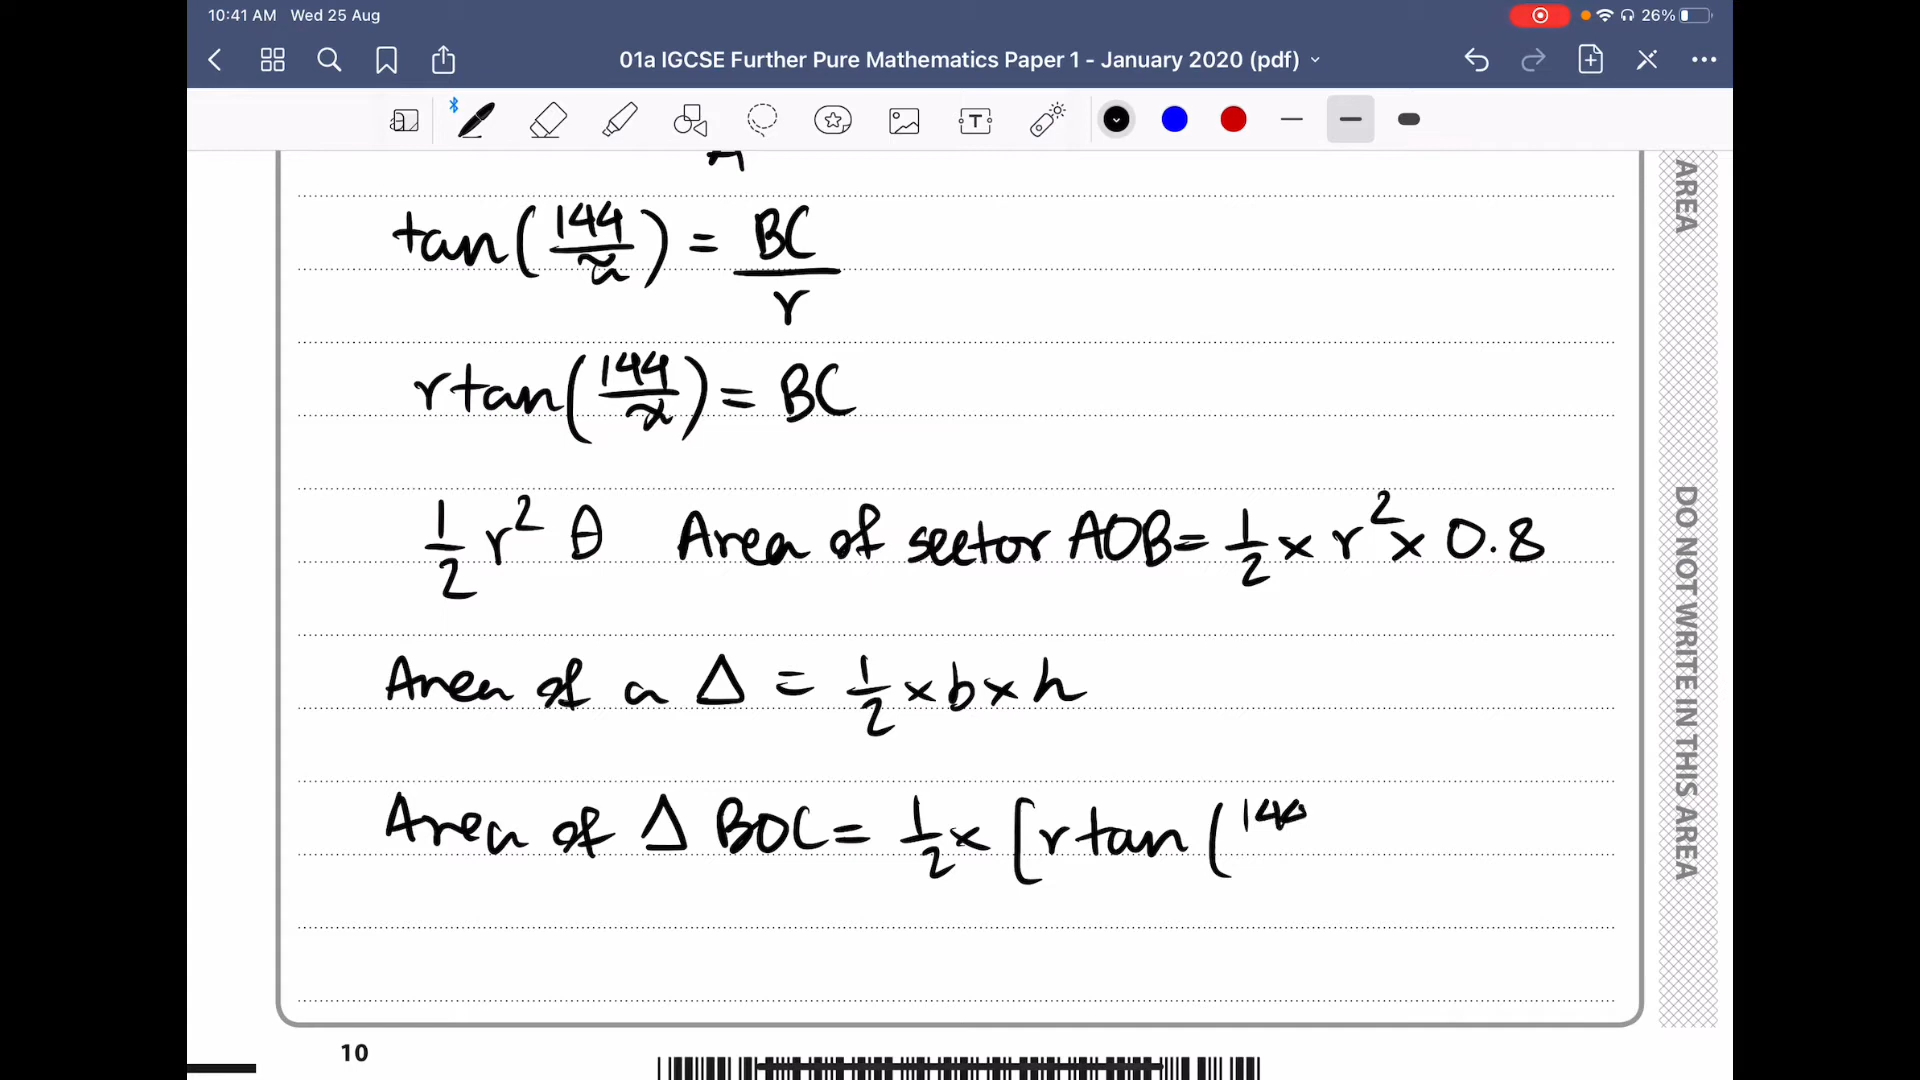 10:41 AM Wed 25 Aug
26%
01a IGCSE Further Pure Mathematics Paper 1 - January 2020 (pdf)
a
T
A
tan(144/π) = BC/r
rtan(144/π) = BC
1/2 r² θ Area of sector AOB = 1/2 × r² × 0.8
Area of a Δ = 1/2 × b × h
Area of Δ BOC = 1/2 × [rtan (144
10
AREA
DO NOT WRITE IN THIS AREA